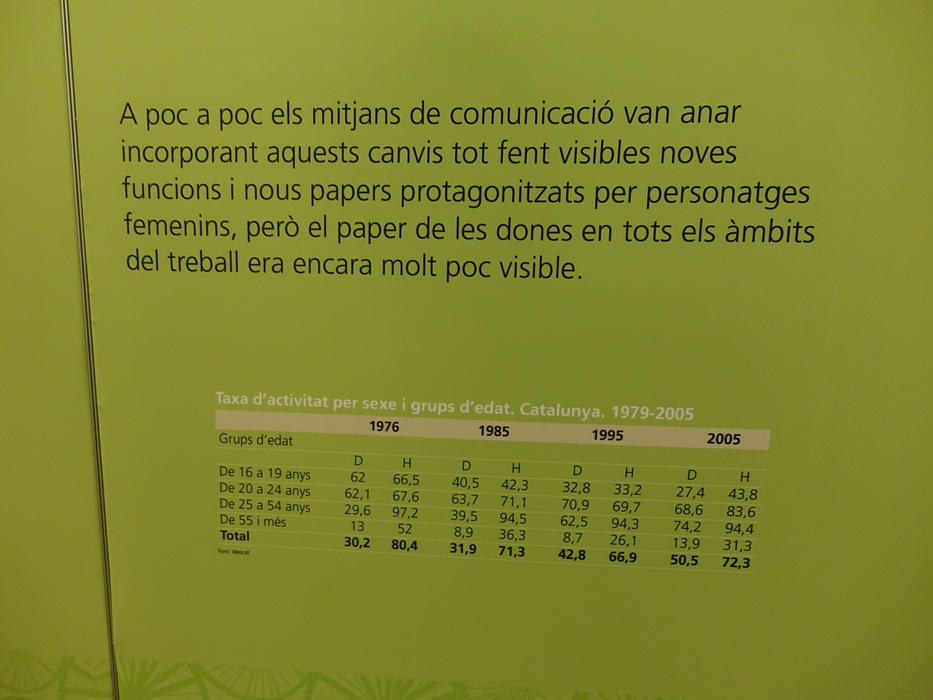 A poc a poc els mitjans de comunicació van anar
incorporant aquests canvis tot fent visibles noves
funcions i nous papers protagonitzats per personatges
femenins, però el paper de les dones en tots els àmbits
del treball era encara molt poc visible.
Taxa d'activitat per sexe i grups d'edat. Catalunya. 1979-2005
1976 1985 1995 2005
Grups d'edat
D H D H D H D H
De 16 a 19 anys 62 66,5 40,5 42,3 32,8 33,2 27,4 43,8
De 20 a 24 anys 62,1 67,6 63,7 71,1 70,9 69,7 68,6 83,6
De 25 a 54 anys 29,6 97,2 39,5 94,5 62,5 94,3 74,2 94,4
De 55 i més 13 52 8,9 36,3 8,7 26,1 13,9 31,3
Total 30,2 80,4 31,9 71,3 42,8 66,9 50,5 72,3
Font: Idescat